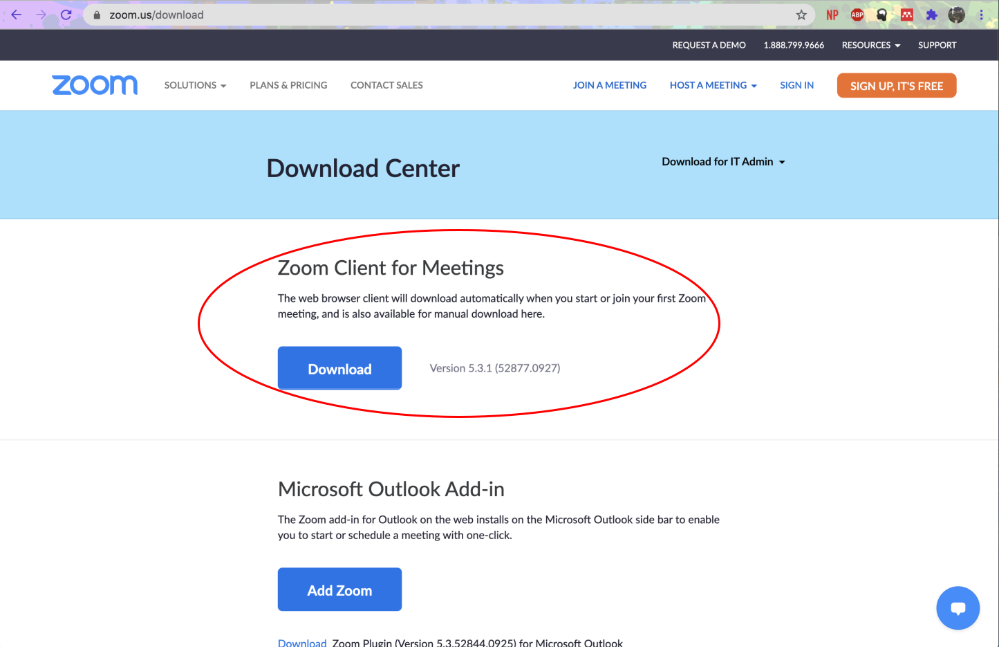 zoom.us/download
NP
ABP
REQUEST A DEMO
1.888.799.9666
RESOURCES
SUPPORT
zoom
SOLUTIONS
PLANS & PRICING
CONTACT SALES
JOIN A MEETING
HOST A MEETING
SIGN IN
SIGN UP, IT'S FREE
Download Center
Download for IT Admin
Zoom Client for Meetings
The web browser client will download automatically when you start or join your first Zoom
meeting, and is also available for manual download here.
Download
Version 5.3.1 (52877.0927)
Microsoft Outlook Add-in
The Zoom add-in for Outlook on the web installs on the Microsoft Outlook side bar to enable
you to start or schedule a meeting with one-click.
Add Zoom
Download Zoom Plugin (Version 5.3.52844.0925) for Microsoft Outlook